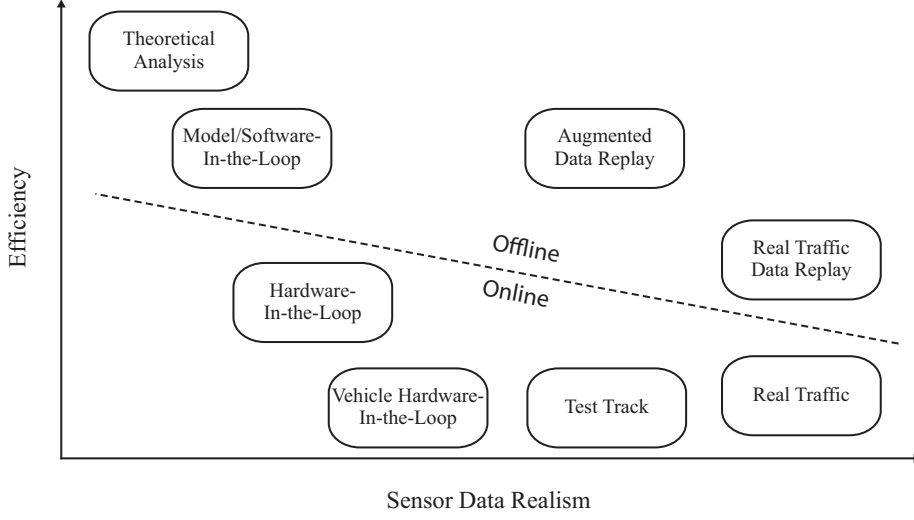 Theoretical
Analysis
Model/Software-
In-the-Loop
Augmented
Data Replay
Efficiency
Offline
Online
Real Traffic
Data Replay
Hardware-
In-the-Loop
Vehicle Hardware-
In-the-Loop
Test Track
Real Traffic
Sensor Data Realism